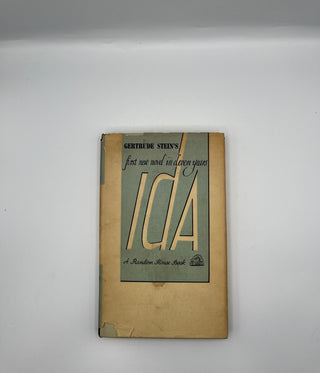 GERTRUDE STEIN'S
first new novel in eleven years
IdA
A Random House Book